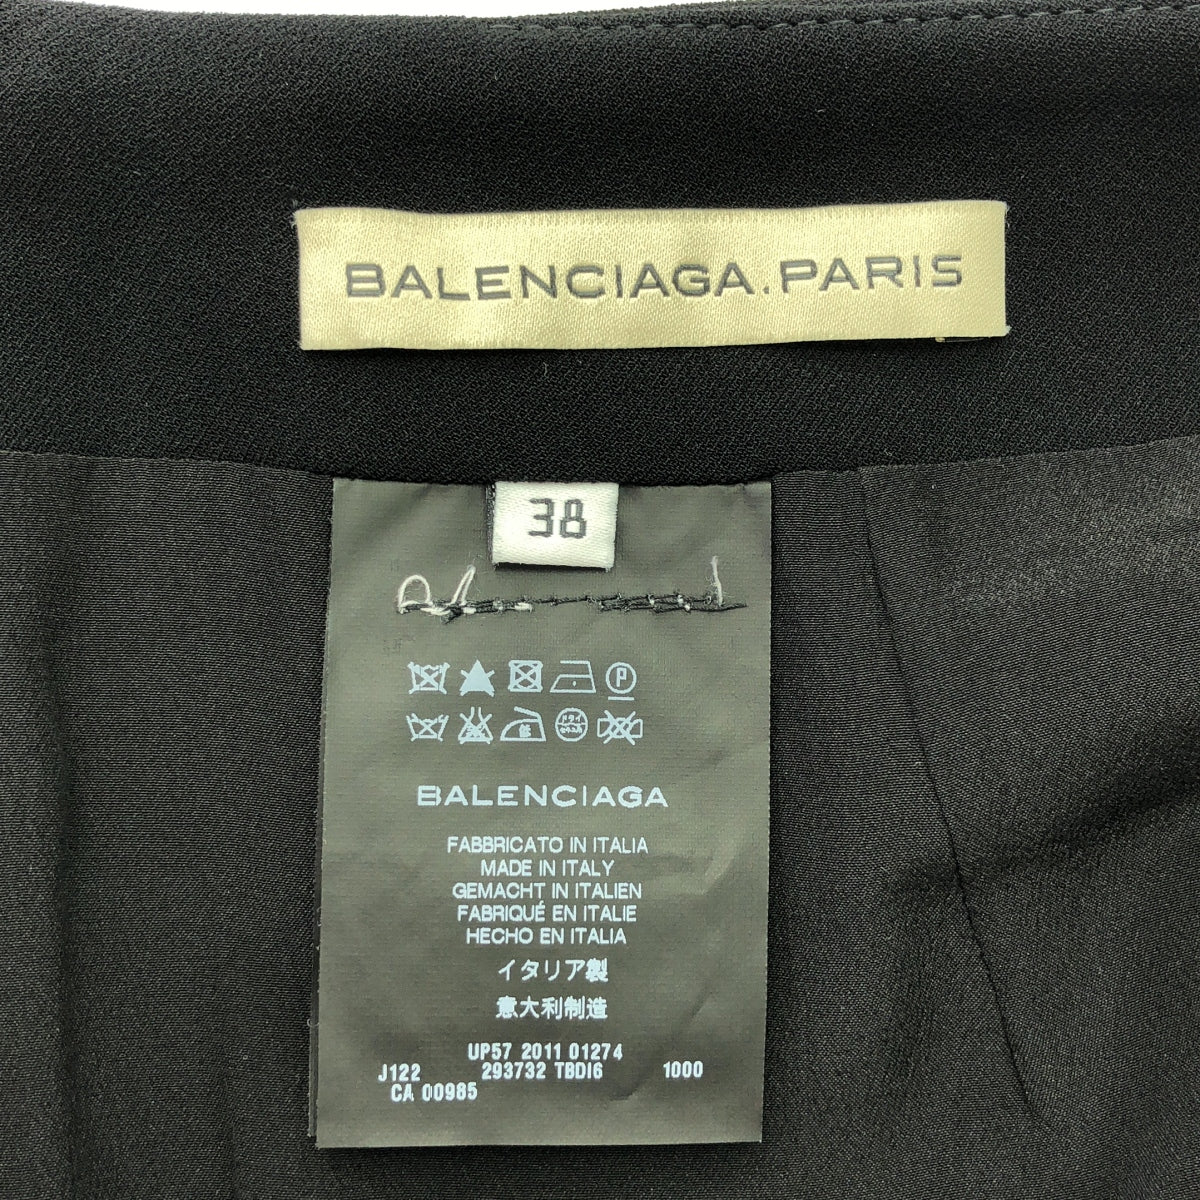 BALENCIAGA.PARIS
38
P
BALENCIAGA
FABBRICATO IN ITALIA
MADE IN ITALY
GEMACHT IN ITALIEN
FABRIQUÉ EN ITALIE
HECHO EN ITALIA
イタリア製
意大利制造
UP57 2011 01274
J122 293732 TBDI6 1000
CA 00985